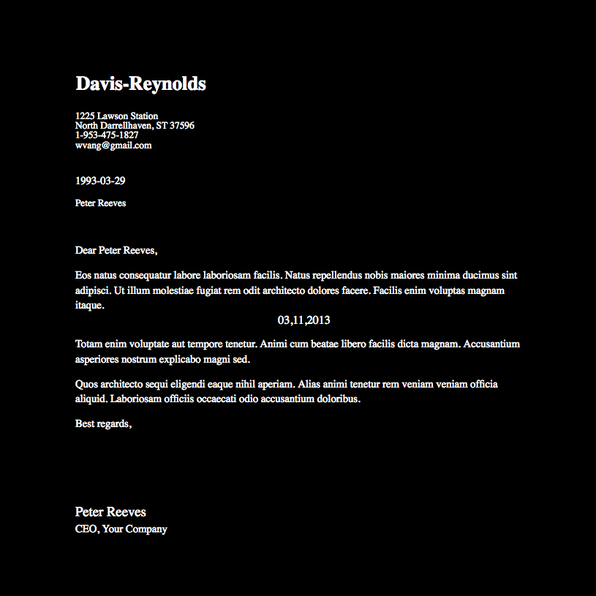 Davis-Reynolds
1225 Lawson Station
North Darrellhaven, ST 37596
1-953-475-1827
wvang@gmail.com
1993-03-29
Peter Reeves
Dear Peter Reeves,
Eos natus consequatur labore laboriosam facilis. Natus repellendus nobis maiores minima ducimus sint
adipisci. Ut illum molestiae fugiat rem odit architecto dolores facere. Facilis enim voluptas magnam
itaque.
03,11,2013
Totam enim voluptate aut tempore tenetur. Animi cum beatae libero facilis dicta magnam. Accusantium
asperiores nostrum explicabo magni sed.
Quos architecto sequi eligendi eaque nihil aperiam. Alias animi tenetur rem veniam veniam officia
aliquid. Laboriosam officiis occaecati odio accusantium doloribus.
Best regards,
Peter Reeves
CEO, Your Company